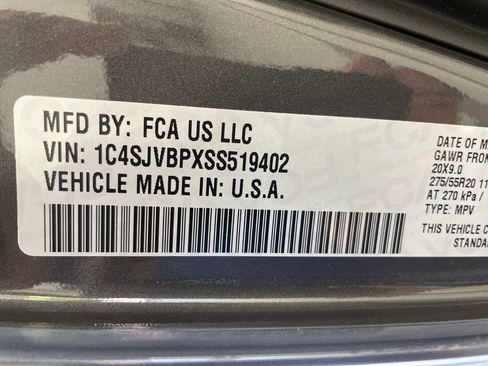 MFD BY: FCA US LLC
VIN: 1C4SJVBPXSS519402
VEHICLE MADE IN: U.S.A.
DATE OF M
GAWR FRON
20X9.0
275/55R20 11
AT 270 kPa /
TYPE: MPV
THIS VEHICLE C
STANDAR